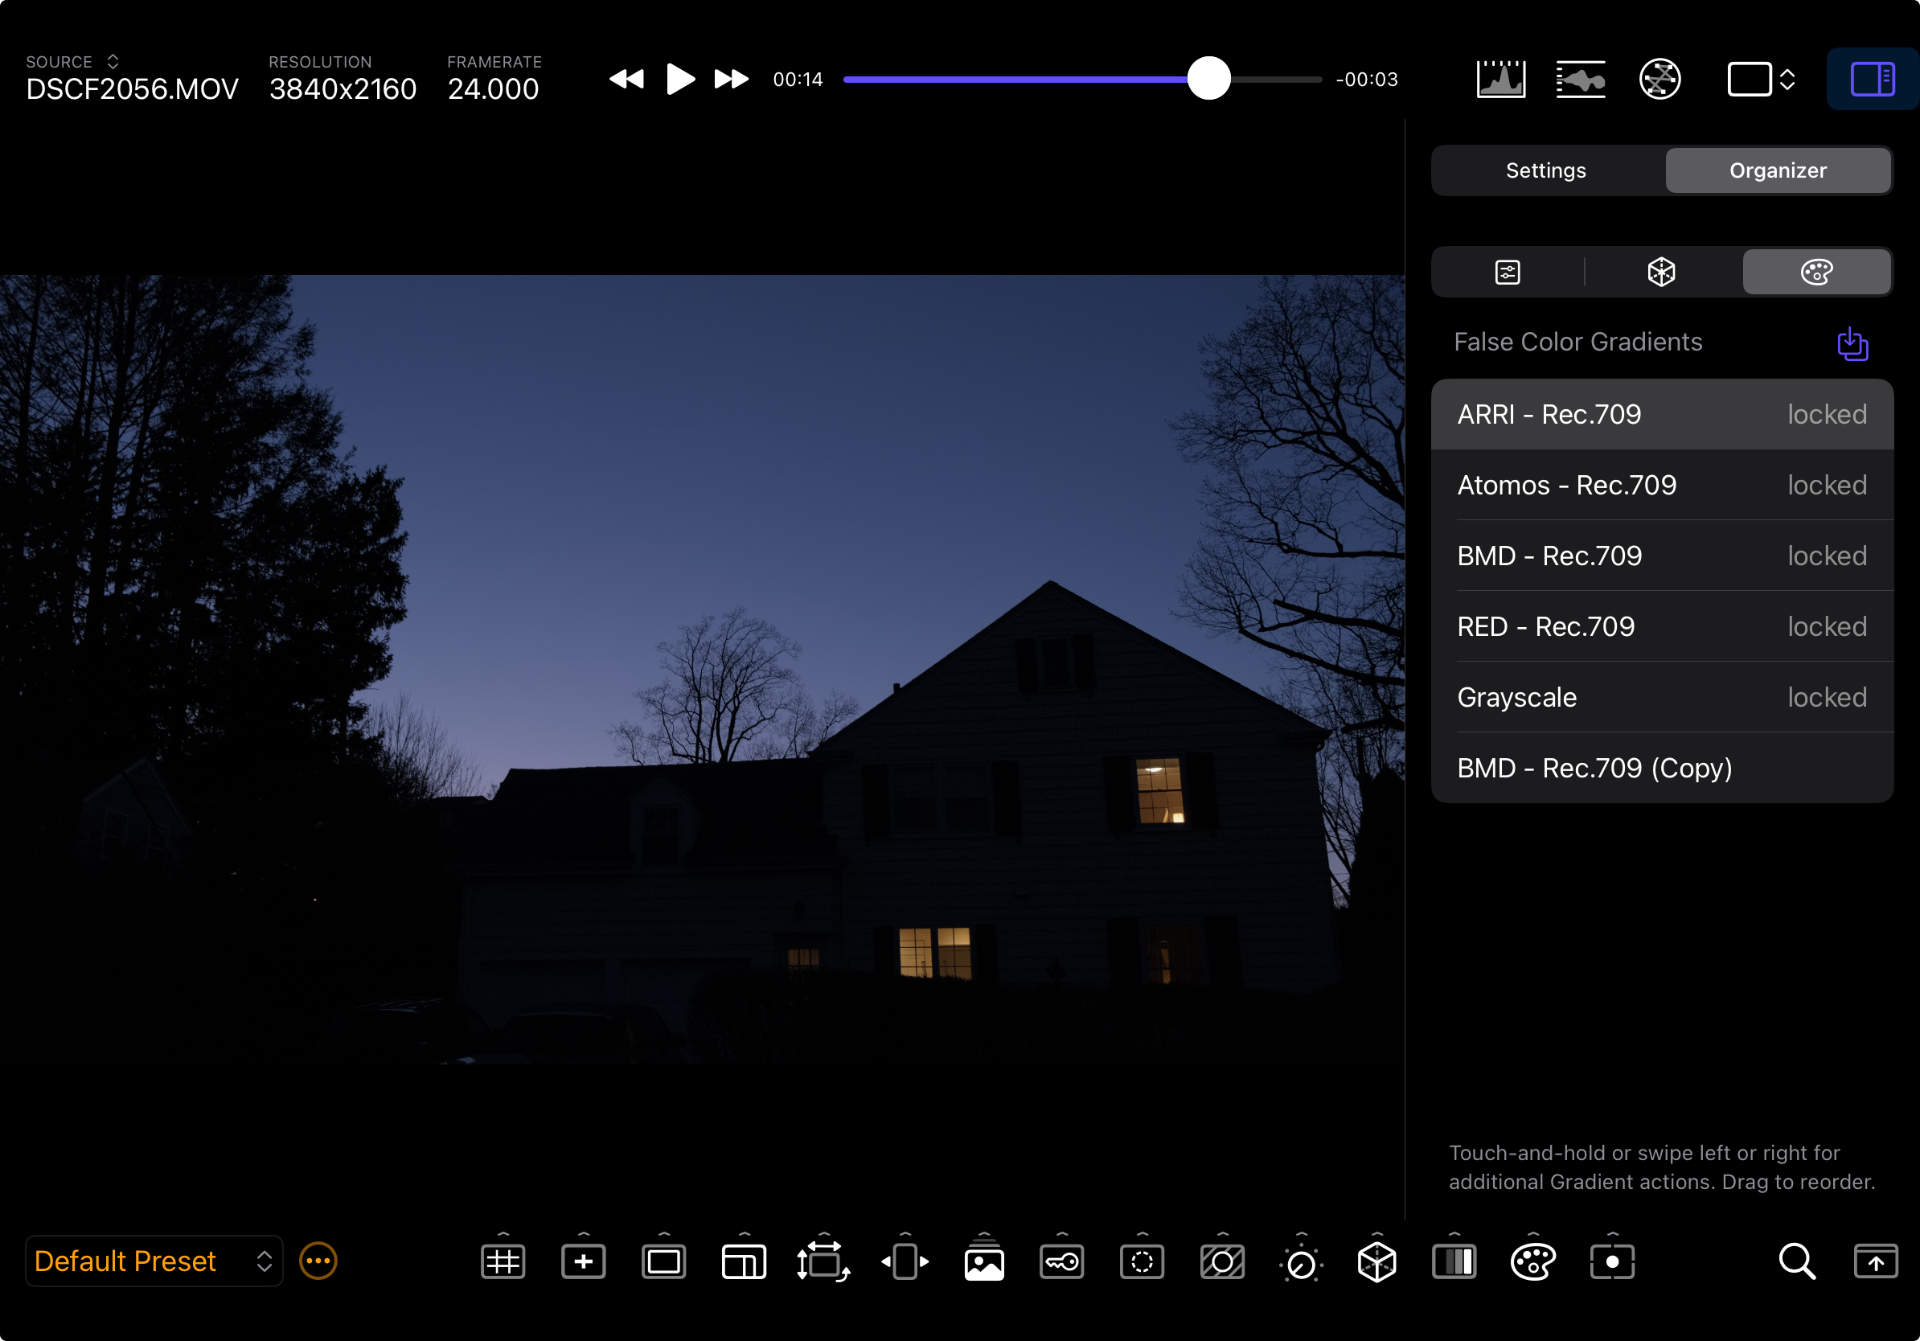 SOURCE
DSCF2056.MOV
RESOLUTION
3840x2160
FRAMERATE
24.000
00:14
-00:03
Settings
Organizer
False Color Gradients
ARRI - Rec.709 locked
Atomos - Rec.709 locked
BMD - Rec.709 locked
RED - Rec.709 locked
Grayscale locked
BMD - Rec.709 (Copy)
Touch-and-hold or swipe left or right for
additional Gradient actions. Drag to reorder.
Default Preset